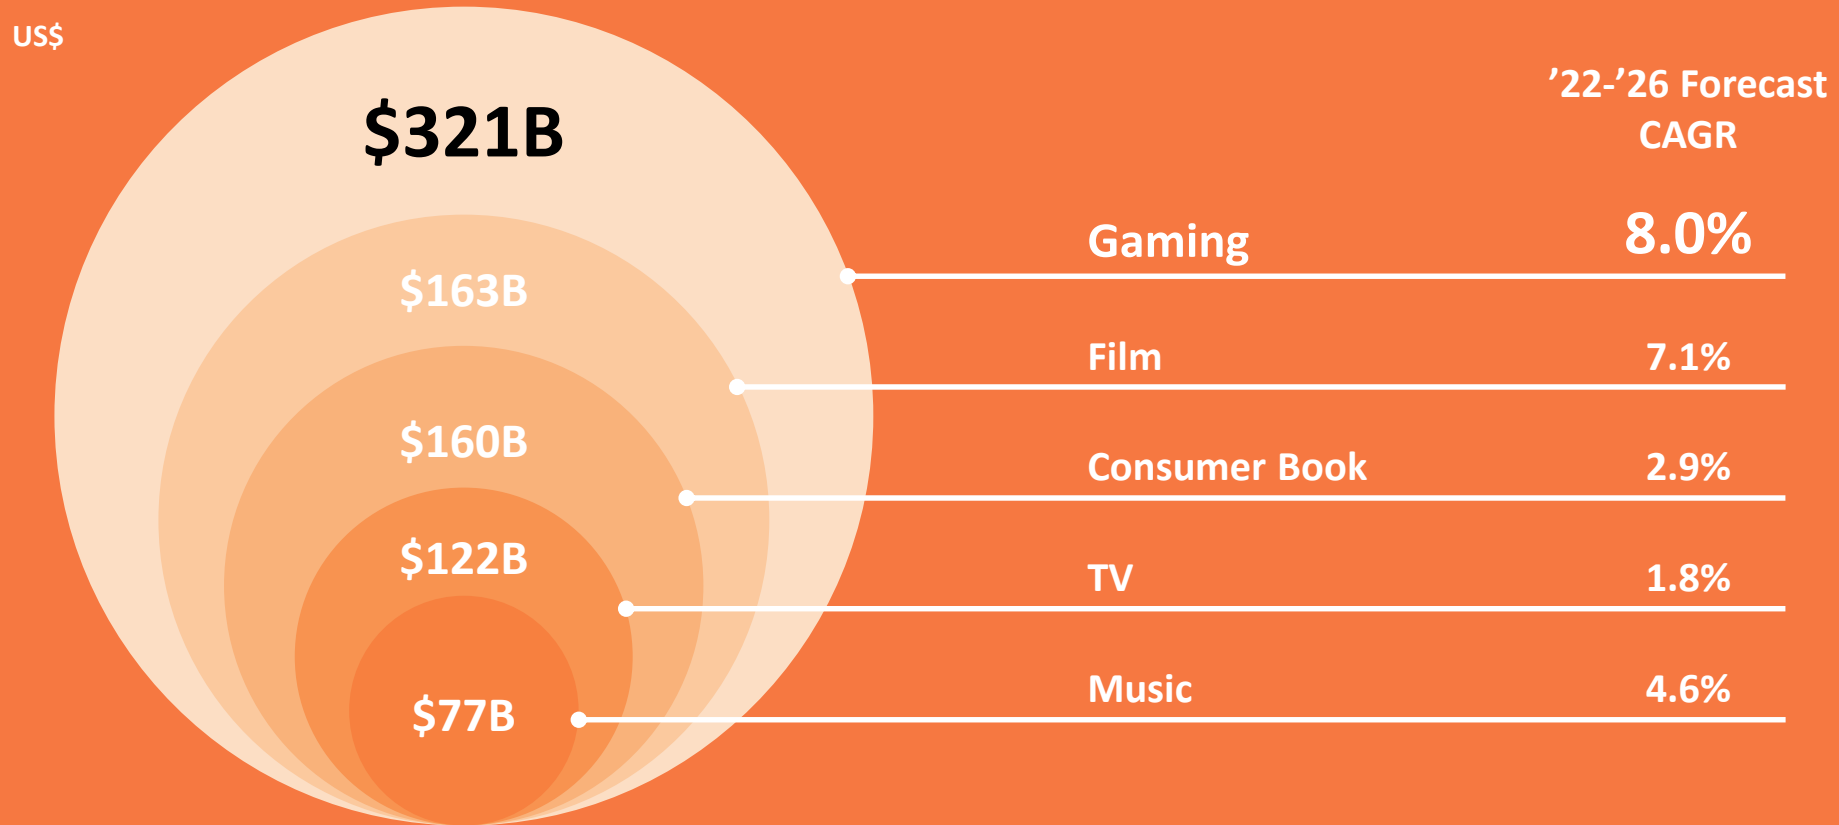 US$
$321B
$163B
$160B
$122B
$77B
’22-’26 Forecast
CAGR
Gaming 8.0%
Film 7.1%
Consumer Book 2.9%
TV 1.8%
Music 4.6%